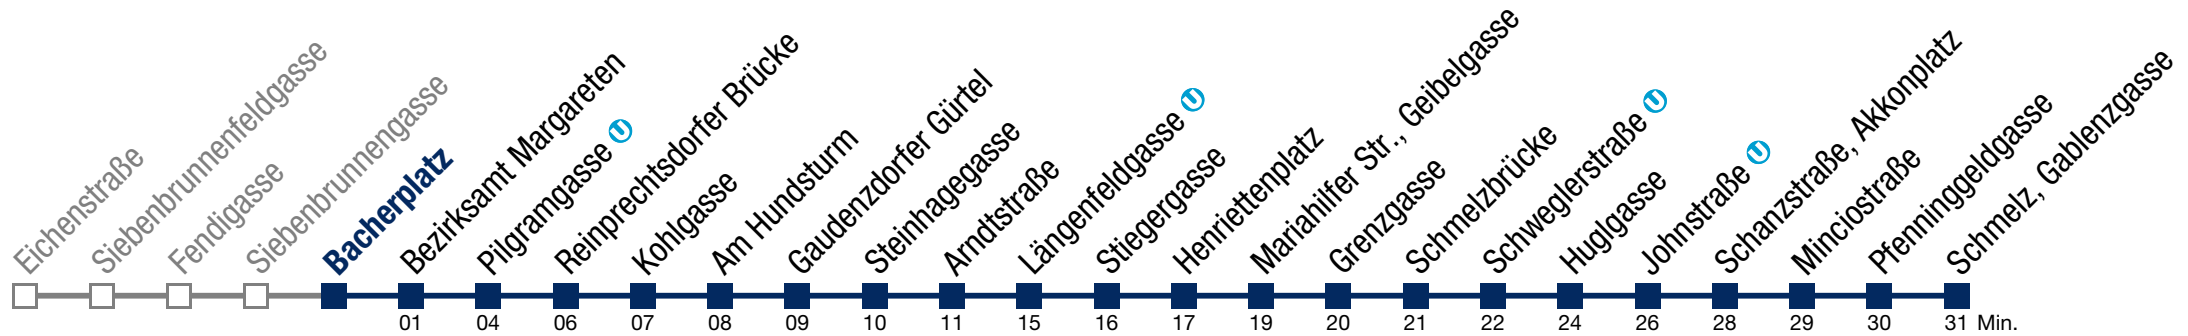 Eichenstraße
Siebenbrunnenfeldgasse
Fendigasse
Siebenbrunnengasse
Bacherplatz
Bezirksamt Margareten
Pilgramgasse U
Reinprechtsdorfer Brücke
Kohlgasse
Am Hundsturm
Gaudenzdorfer Gürtel
Steinhagegasse
Arndtstraße
Längenfeldgasse U
Stiegergasse
Henriettenplatz
Mariahilfer Str., Geibelgasse
Grenzgasse
Schmelzbrücke
Schweglerstraße U
Huglgasse
Johnstraße U
Schanzstraße, Akkonplatz
Minciostraße
Pfenninggeldgasse
Schmelz, Gablenzgasse
01 04 06 07 08 09 10 11 15 16 17 19 20 21 22 24 26 28 29 30 31 Min.